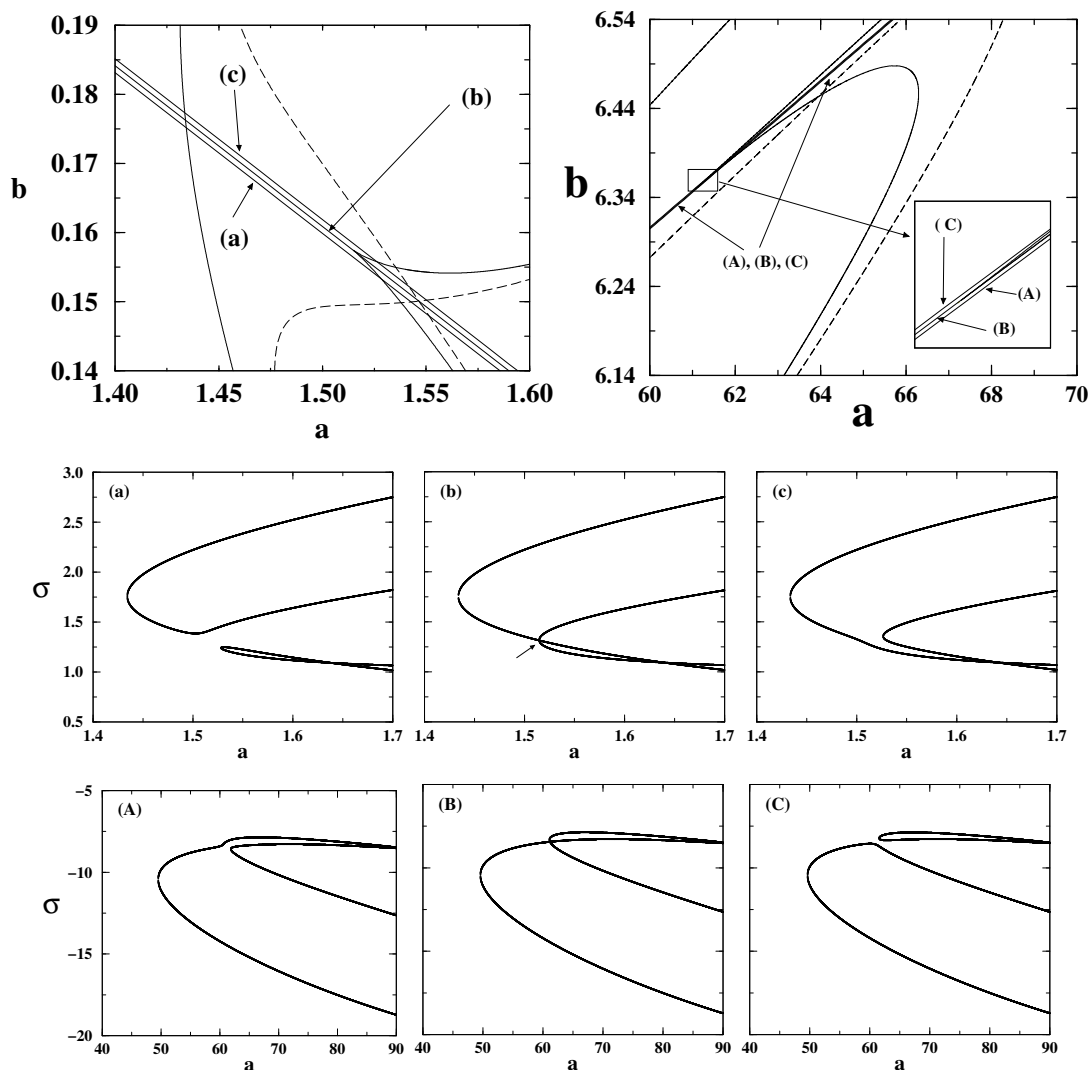 0.19
0.18
0.17
b
0.16
0.15
0.14
1.40 1.45 1.50 1.55 1.60
a
(c)
(b)
(a)
6.54
6.44
b
6.34
6.24
6.14
60 62 64 66 68 70
a
(A), (B), (C)
( C)
(A)
(B)
3.0
2.5
2.0
σ
1.5
1.0
0.5
(a)
1.4 1.5 1.6 1.7
a
(b)
1.4 1.5 1.6 1.7
a
(c)
1.4 1.5 1.6 1.7
a
−5
−10
σ
−15
−20
(A)
40 50 60 70 80 90
a
(B)
40 50 60 70 80 90
a
(C)
40 50 60 70 80 90
a